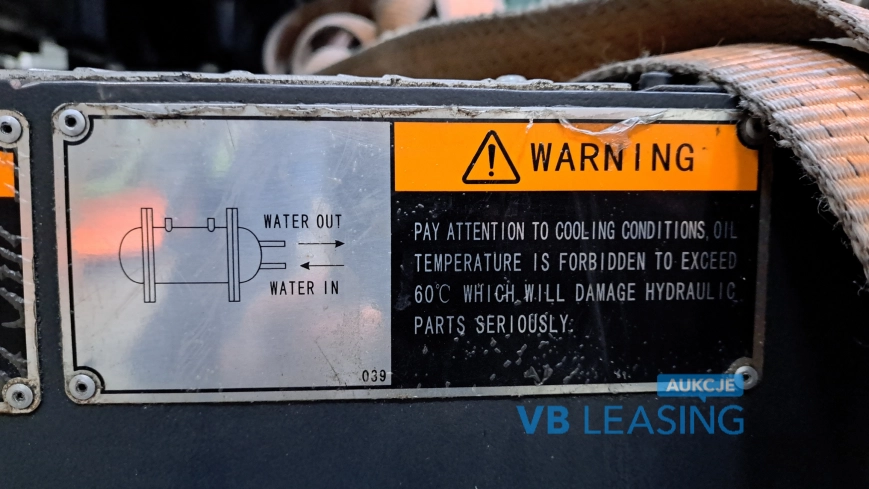 WARNING
WATER OUT
WATER IN
039
PAY ATTENTION TO COOLING CONDITIONS, OIL
TEMPERATURE IS FORBIDDEN TO EXCEED
60℃ WHICH WILL DAMAGE HYDRAULIC
PARTS SERIOUSLY.
AUKCJE
VB LEASING